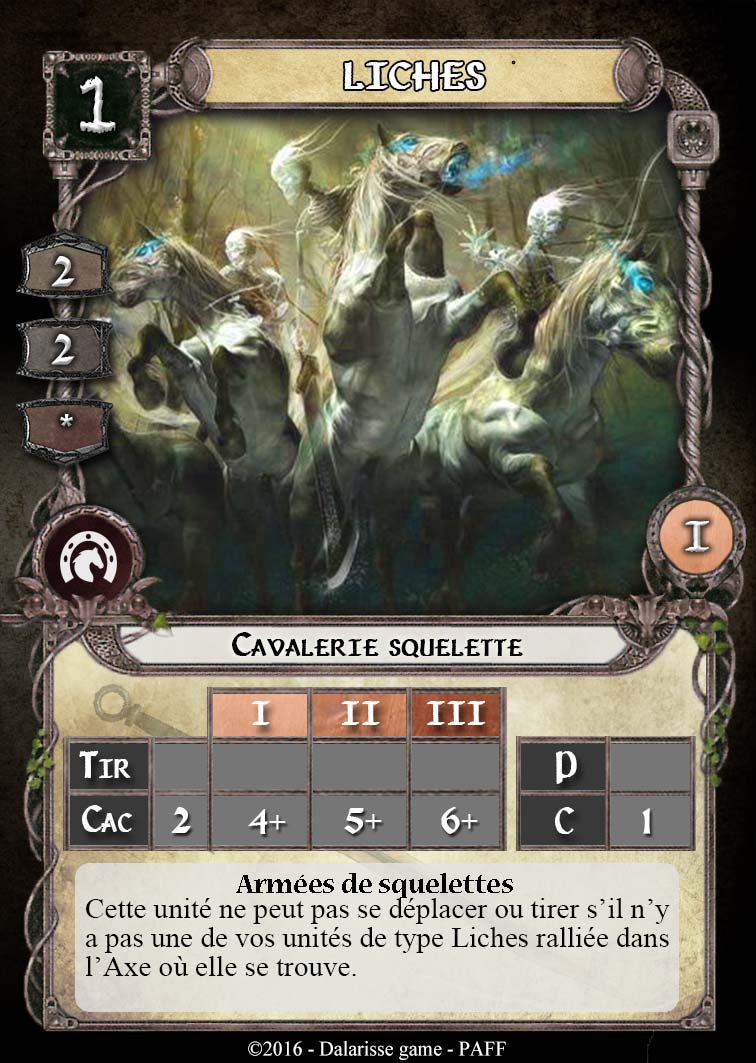 LICHES
1
2
2
*
I
Cavalerie squelette
I II III
Tir
Cac 2 4+ 5+ 6+
P
C 1
Armées de squelettes
Cette unité ne peut pas se déplacer ou tirer s’il n’y
a pas une de vos unités de type Liches ralliée dans
l’Axe où elle se trouve.
©2016 - Dalarisse game - PAFF